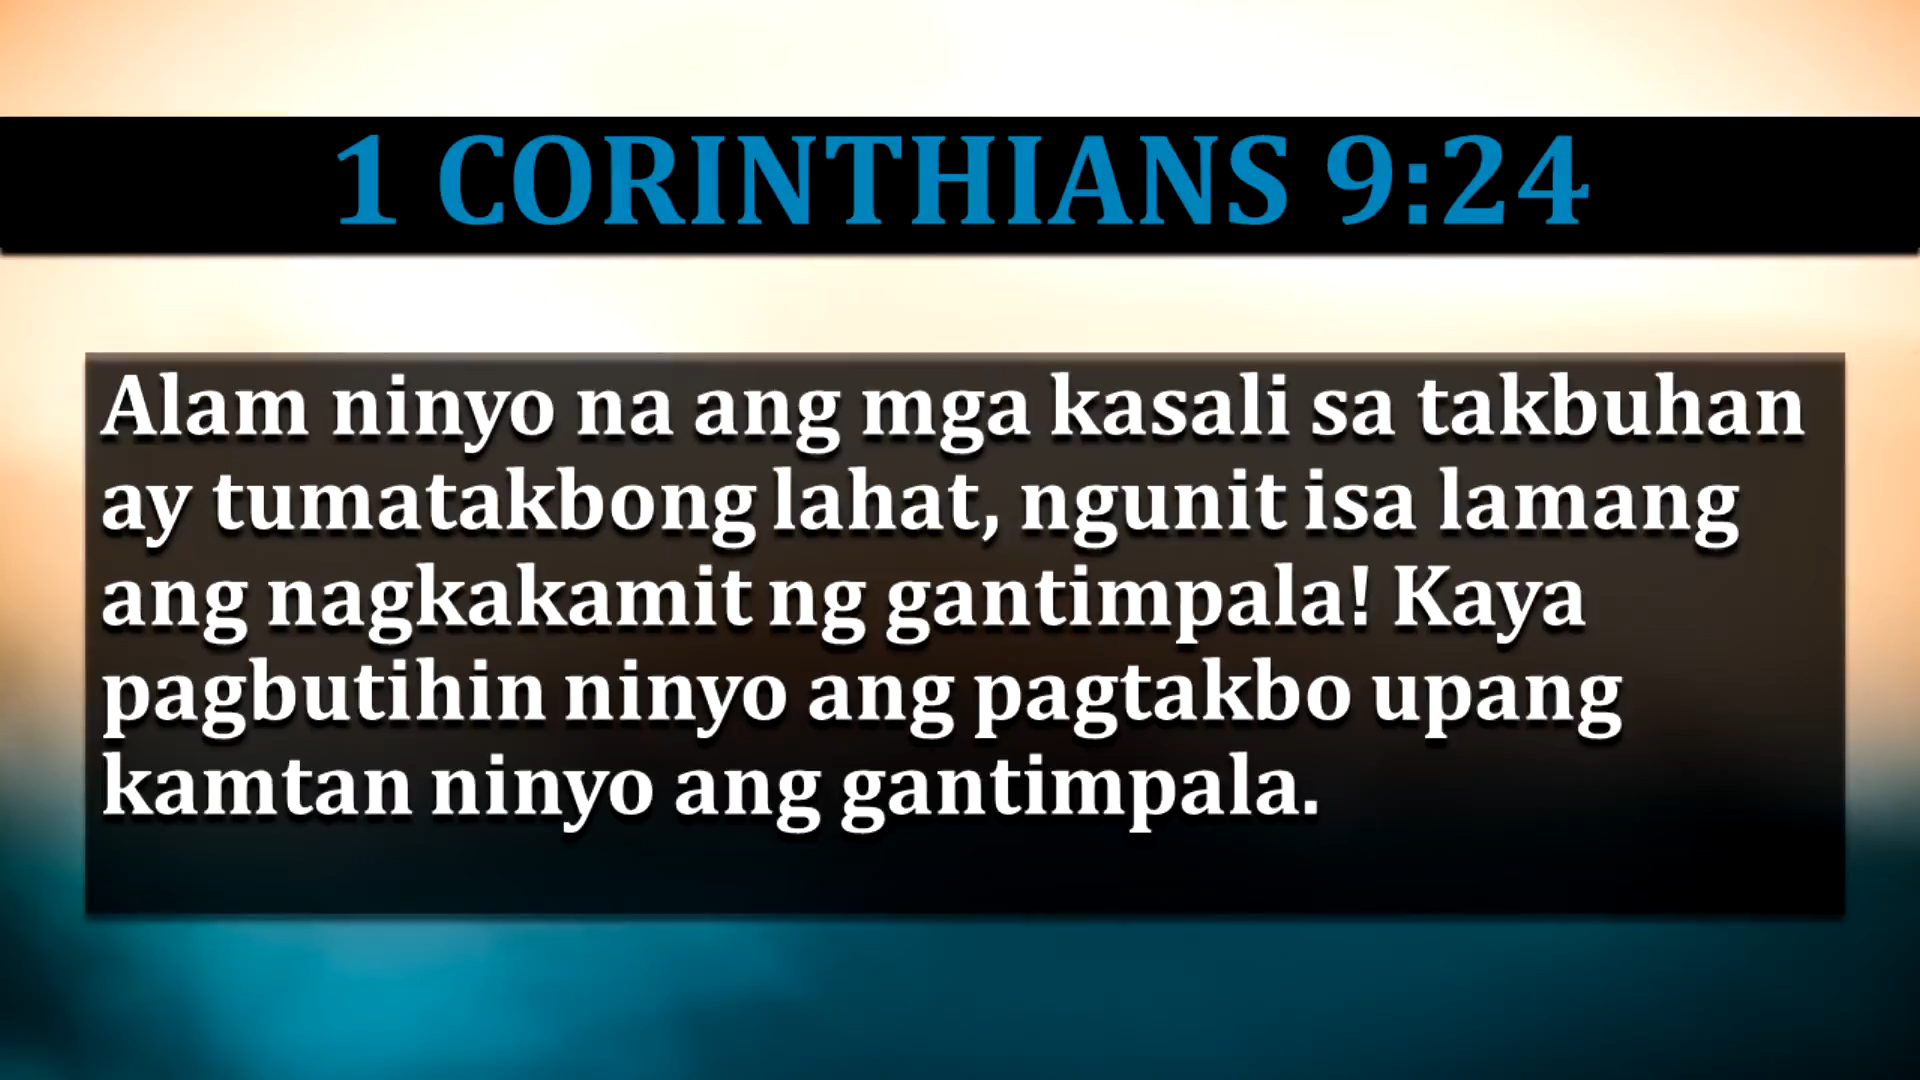 1 CORINTHIANS 9:24
Alam ninyo na ang mga kasali sa takbuhan
ay tumatakbong lahat, ngunit isa lamang
ang nagkakamit ng gantimpala! Kaya
pagbutihin ninyo ang pagtakbo upang
kamtan ninyo ang gantimpala.